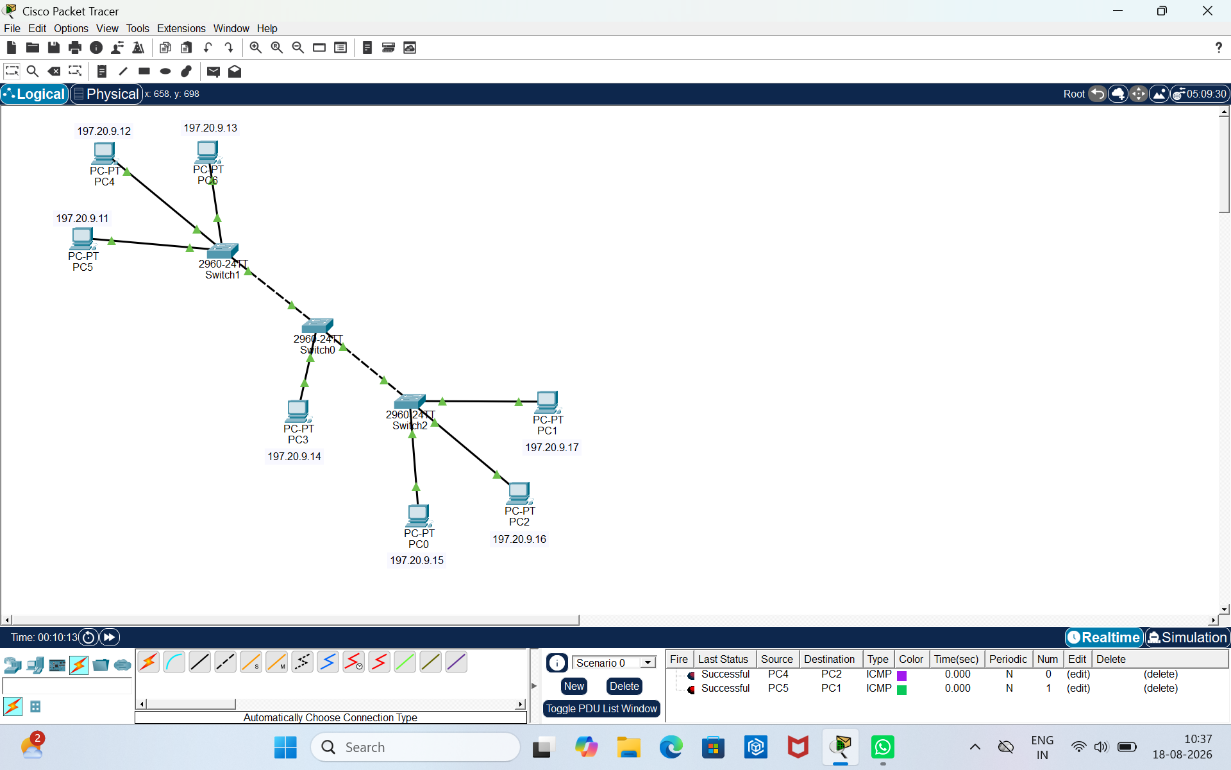 Cisco Packet Tracer
File Edit Options View Tools Extensions Window Help
Logical Physical x: 658, y: 698 Root 05:09:30
197.20.9.12
197.20.9.13
PC-PT
PC4
PC-PT
PC6
197.20.9.11
PC-PT
PC5
2960-24TT
Switch1
2960-24TT
Switch0
PC-PT
PC3
197.20.9.14
2960-24TT
Switch2
PC-PT
PC1
197.20.9.17
PC-PT
PC2
197.20.9.16
PC-PT
PC0
197.20.9.15
Time: 00:10:13 Realtime Simulation
Scenario 0
New Delete
Toggle PDU List Window
Automatically Choose Connection Type
Fire Last Status Source Destination Type Color Time(sec) Periodic Num Edit Delete
Successful PC4 PC2 ICMP 0.000 N 0 (edit) (delete)
Successful PC5 PC1 ICMP 0.000 N 1 (edit) (delete)
2
Search
ENG
IN
10:37
18-08-2026